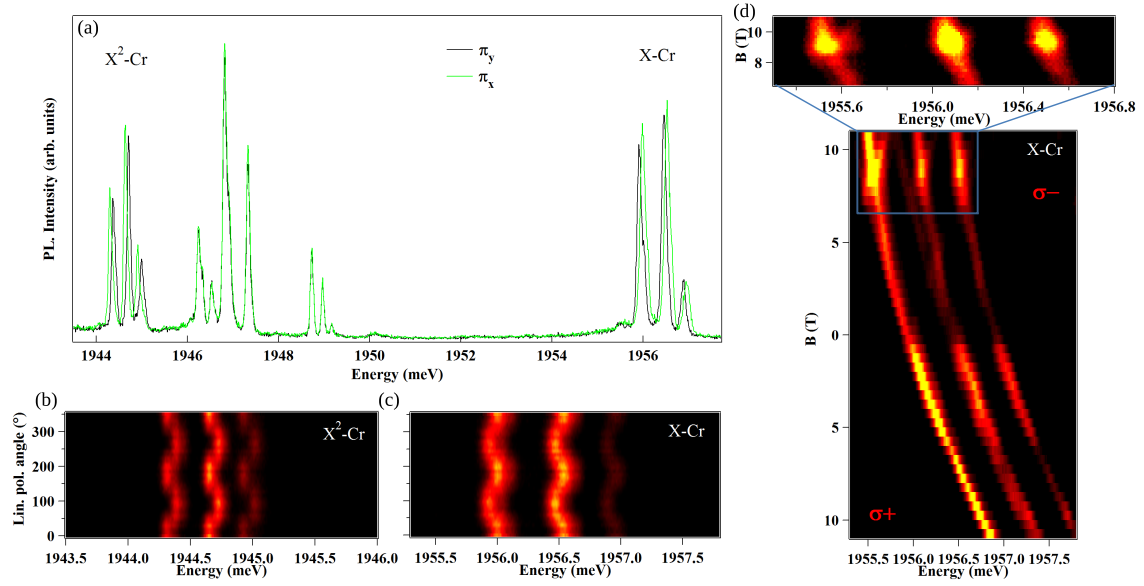 (a)
X²-Cr
πy
πx
X-Cr
PL. Intensity (arb. units)
1944
1946
1948
1950
1952
1954
1956
Energy (meV)
(b)
Lin. pol. angle (°)
300
200
100
0
X²-Cr
1943.5
1944.0
1944.5
1945.0
1945.5
1946.0
Energy (meV)
(c)
X-Cr
1955.5
1956.0
1956.5
1957.0
1957.5
Energy (meV)
(d)
B (T)
10
8
1955.6
1956.0
1956.4
1956.8
Energy (meV)
X-Cr
σ−
B (T)
10
5
0
5
10
σ+
1955.5
1956.0
1956.5
1957.0
1957.5
Energy (meV)